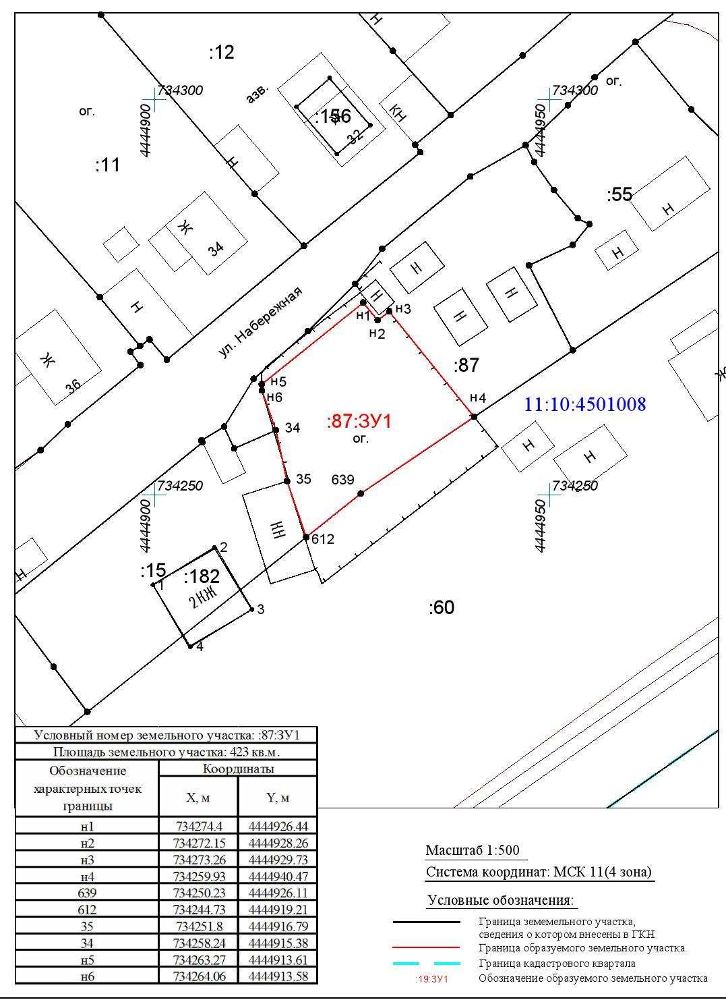 :12
азв.
Н
734300
4444900
ог.
:156
Ж
32
КН
734300
4444950
ог.
:11
Н
:55
Н
Ж
34
Н
Н
Н
Н
Н
Н
ул. Набережная
н1
н2
н3
Ж
36
н5
н6
:87
Ж
н4
11:10:4501008
:87:ЗУ1
ог.
34
35
639
Н
Н
734250
4444900
734250
4444950
КН
612
Н
:15
1
2
:182
2КЖ
3
4
:60
Условный номер земельного участка: :87:ЗУ1
Площадь земельного участка: 423 кв.м.
Обозначение характерных точек границы Координаты
X, м Y, м
н1 734274.4 4444926.44
н2 734272.15 4444928.26
н3 734273.26 4444929.73
н4 734259.93 4444940.47
639 734250.23 4444926.11
612 734244.73 4444919.21
35 734251.8 4444916.79
34 734258.24 4444915.38
н5 734263.27 4444913.61
н6 734264.06 4444913.58
Масштаб 1:500
Система координат: МСК 11(4 зона)
Условные обозначения:
Граница земемельного участка,
сведения о котором внесены в ГКН
Граница образуемого земельного участка.
Граница кадастрового квартала
:19:ЗУ1 Обозначение образуемого земельного участка